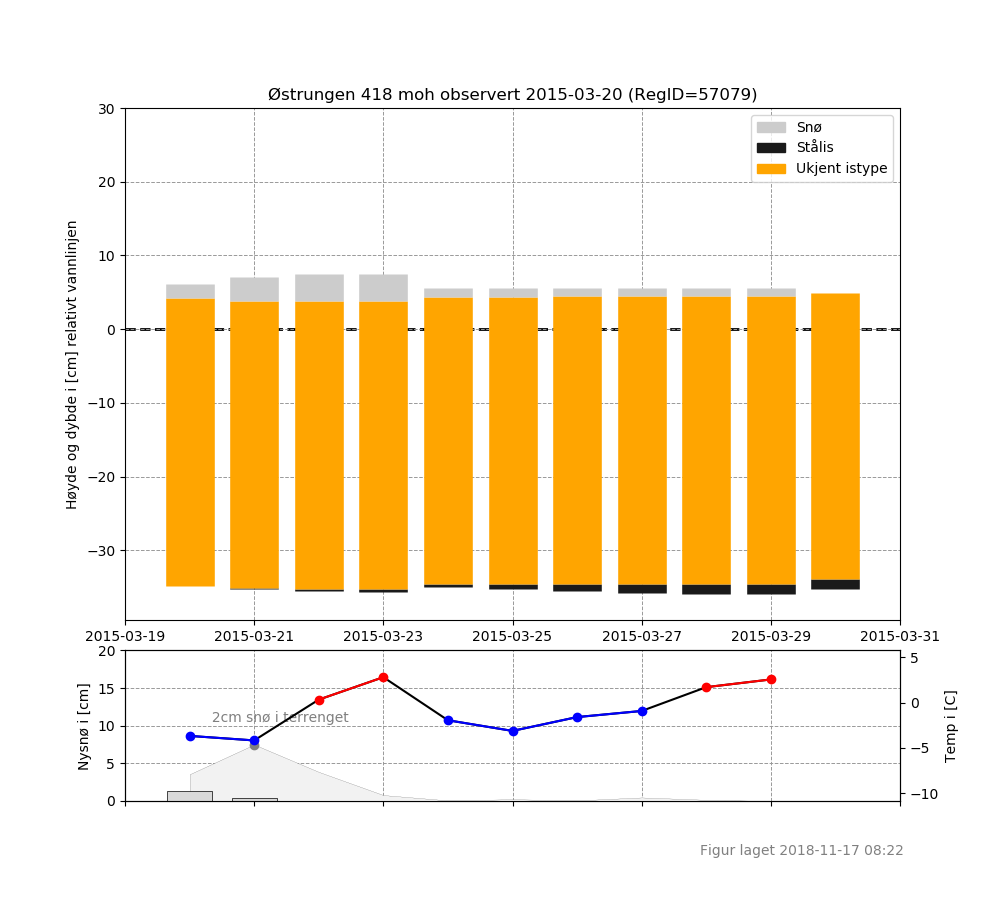 Østrungen 418 moh observert 2015-03-20 (RegID=57079)
Høyde og dybde i [cm] relativt vannlinjen
30
20
10
0
−10
−20
−30
Snø
Stålis
Ukjent istype
2015-03-19 2015-03-21 2015-03-23 2015-03-25 2015-03-27 2015-03-29 2015-03-31
Nysnø i [cm]
20
15
10
5
0
2cm snø i terrenget
5
0
−5
−10
Temp i [C]
Figur laget 2018-11-17 08:22